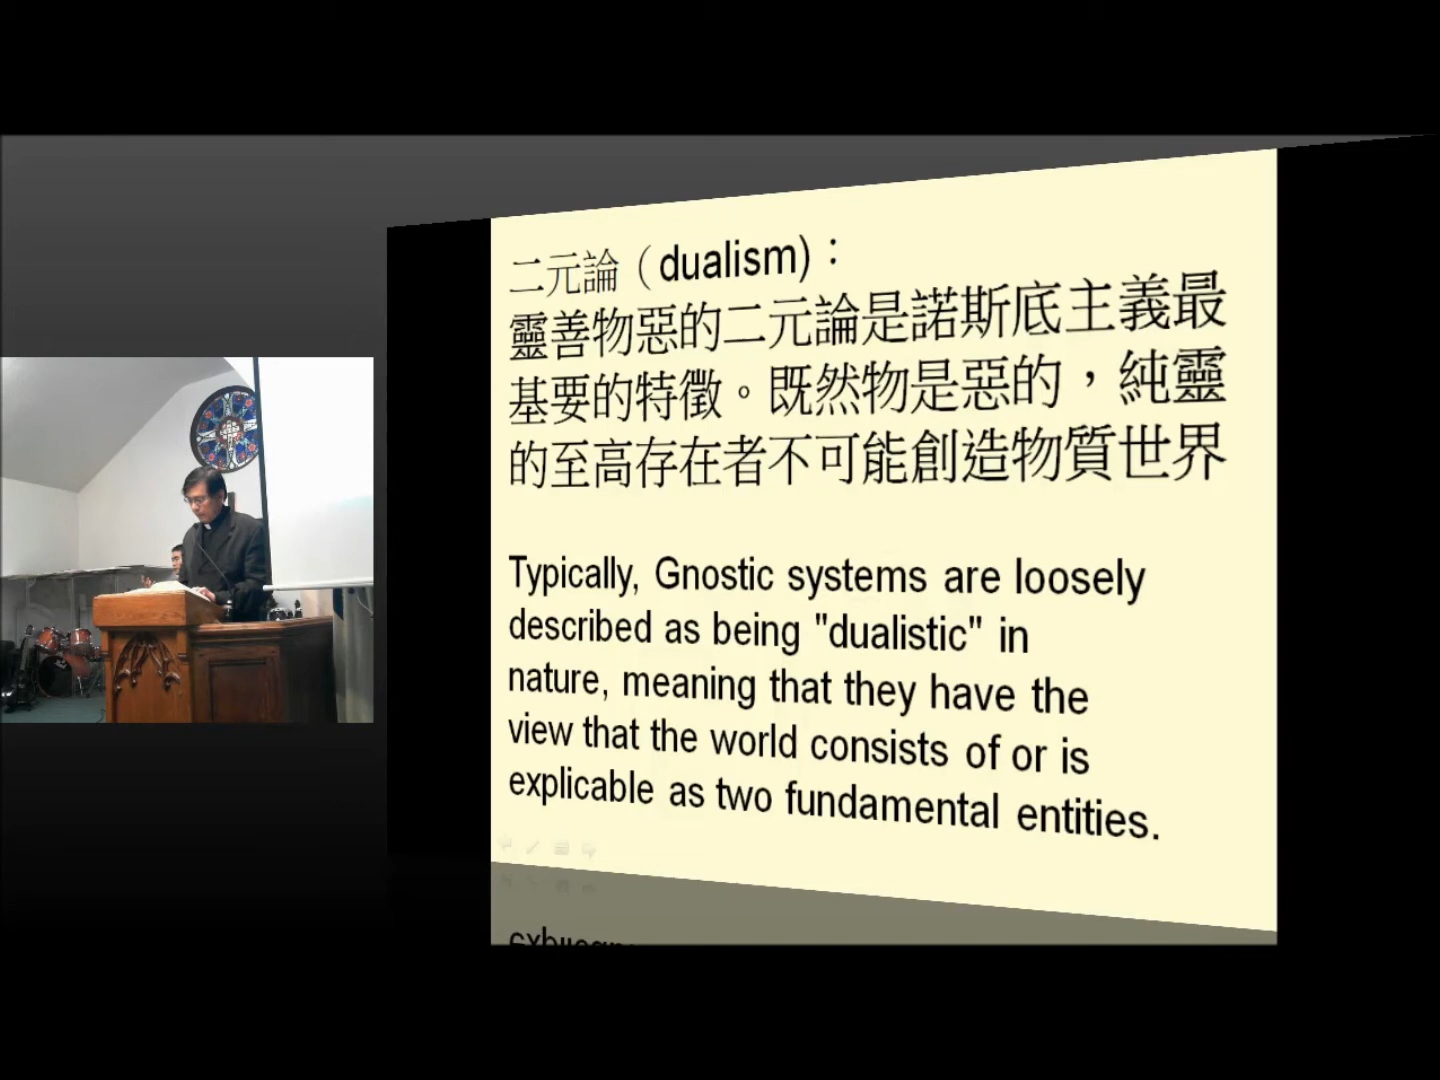 二元論（dualism)：
靈善物惡的二元論是諾斯底主義最
基要的特徵。既然物是惡的，純靈
的至高存在者不可能創造物質世界
Typically, Gnostic systems are loosely
described as being "dualistic" in
nature, meaning that they have the
view that the world consists of or is
explicable as two fundamental entities.